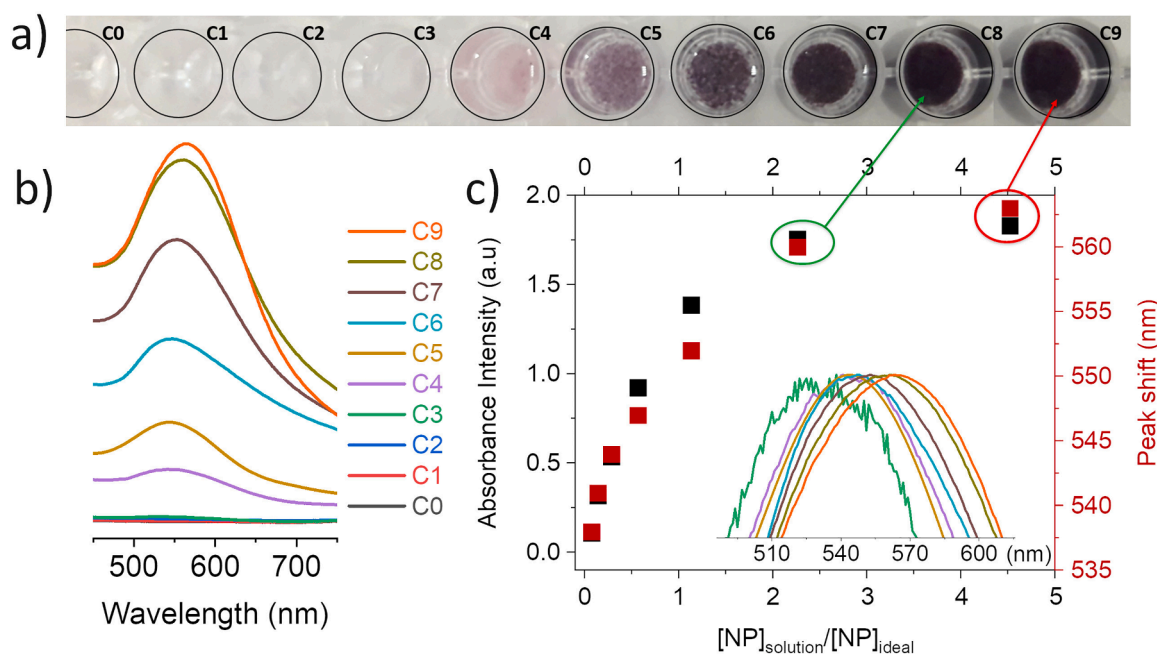 a)
C0 C1 C2 C3 C4 C5 C6 C7 C8 C9
b)
C9
C8
C7
C6
C5
C4
C3
C2
C1
C0
500 600 700
Wavelength (nm)
c)
0 1 2 3 4 5
2.0
1.5
1.0
0.5
0.0
Absorbance Intensity (a.u)
560
555
550
545
540
535
Peak shift (nm)
510 540 570 600 (nm)
0 1 2 3 4 5
[NP]solution/[NP]ideal